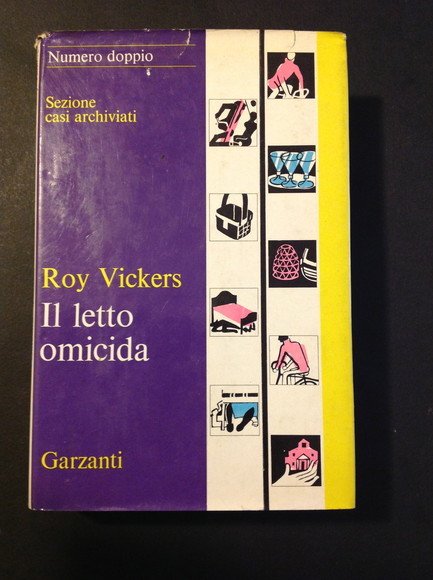 Numero doppio
Sezione
casi archiviati
Roy Vickers
Il letto
omicida
Garzanti